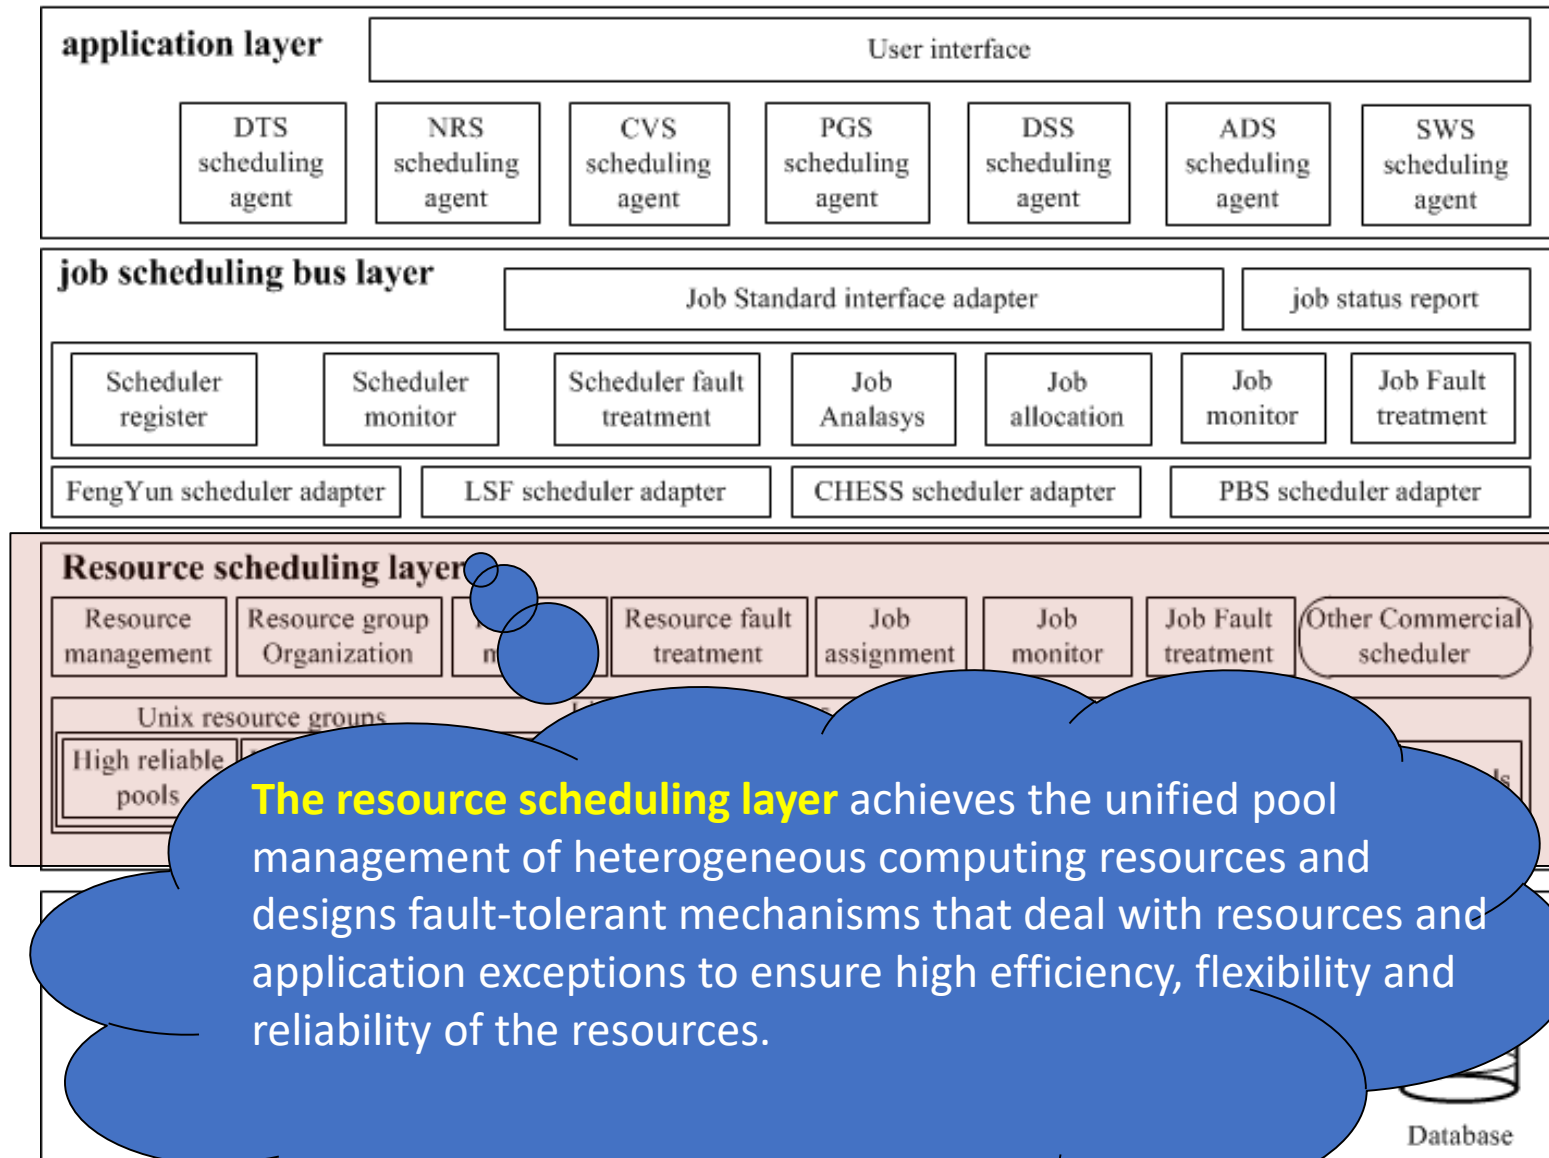 application layer
User interface
DTS scheduling agent
NRS scheduling agent
CVS scheduling agent
PGS scheduling agent
DSS scheduling agent
ADS scheduling agent
SWS scheduling agent
job scheduling bus layer
Job Standard interface adapter
job status report
Scheduler register
Scheduler monitor
Scheduler fault treatment
Job Analasys
Job allocation
Job monitor
Job Fault treatment
FengYun scheduler adapter
LSF scheduler adapter
CHESS scheduler adapter
PBS scheduler adapter
Resource scheduling layer
Resource management
Resource group Organization
Resource fault treatment
Job assignment
Job monitor
Job Fault treatment
Other Commercial scheduler
Unix resource groups
High reliable pools
The resource scheduling layer achieves the unified pool
management of heterogeneous computing resources and
designs fault-tolerant mechanisms that deal with resources and
application exceptions to ensure high efficiency, flexibility and
reliability of the resources.
Database